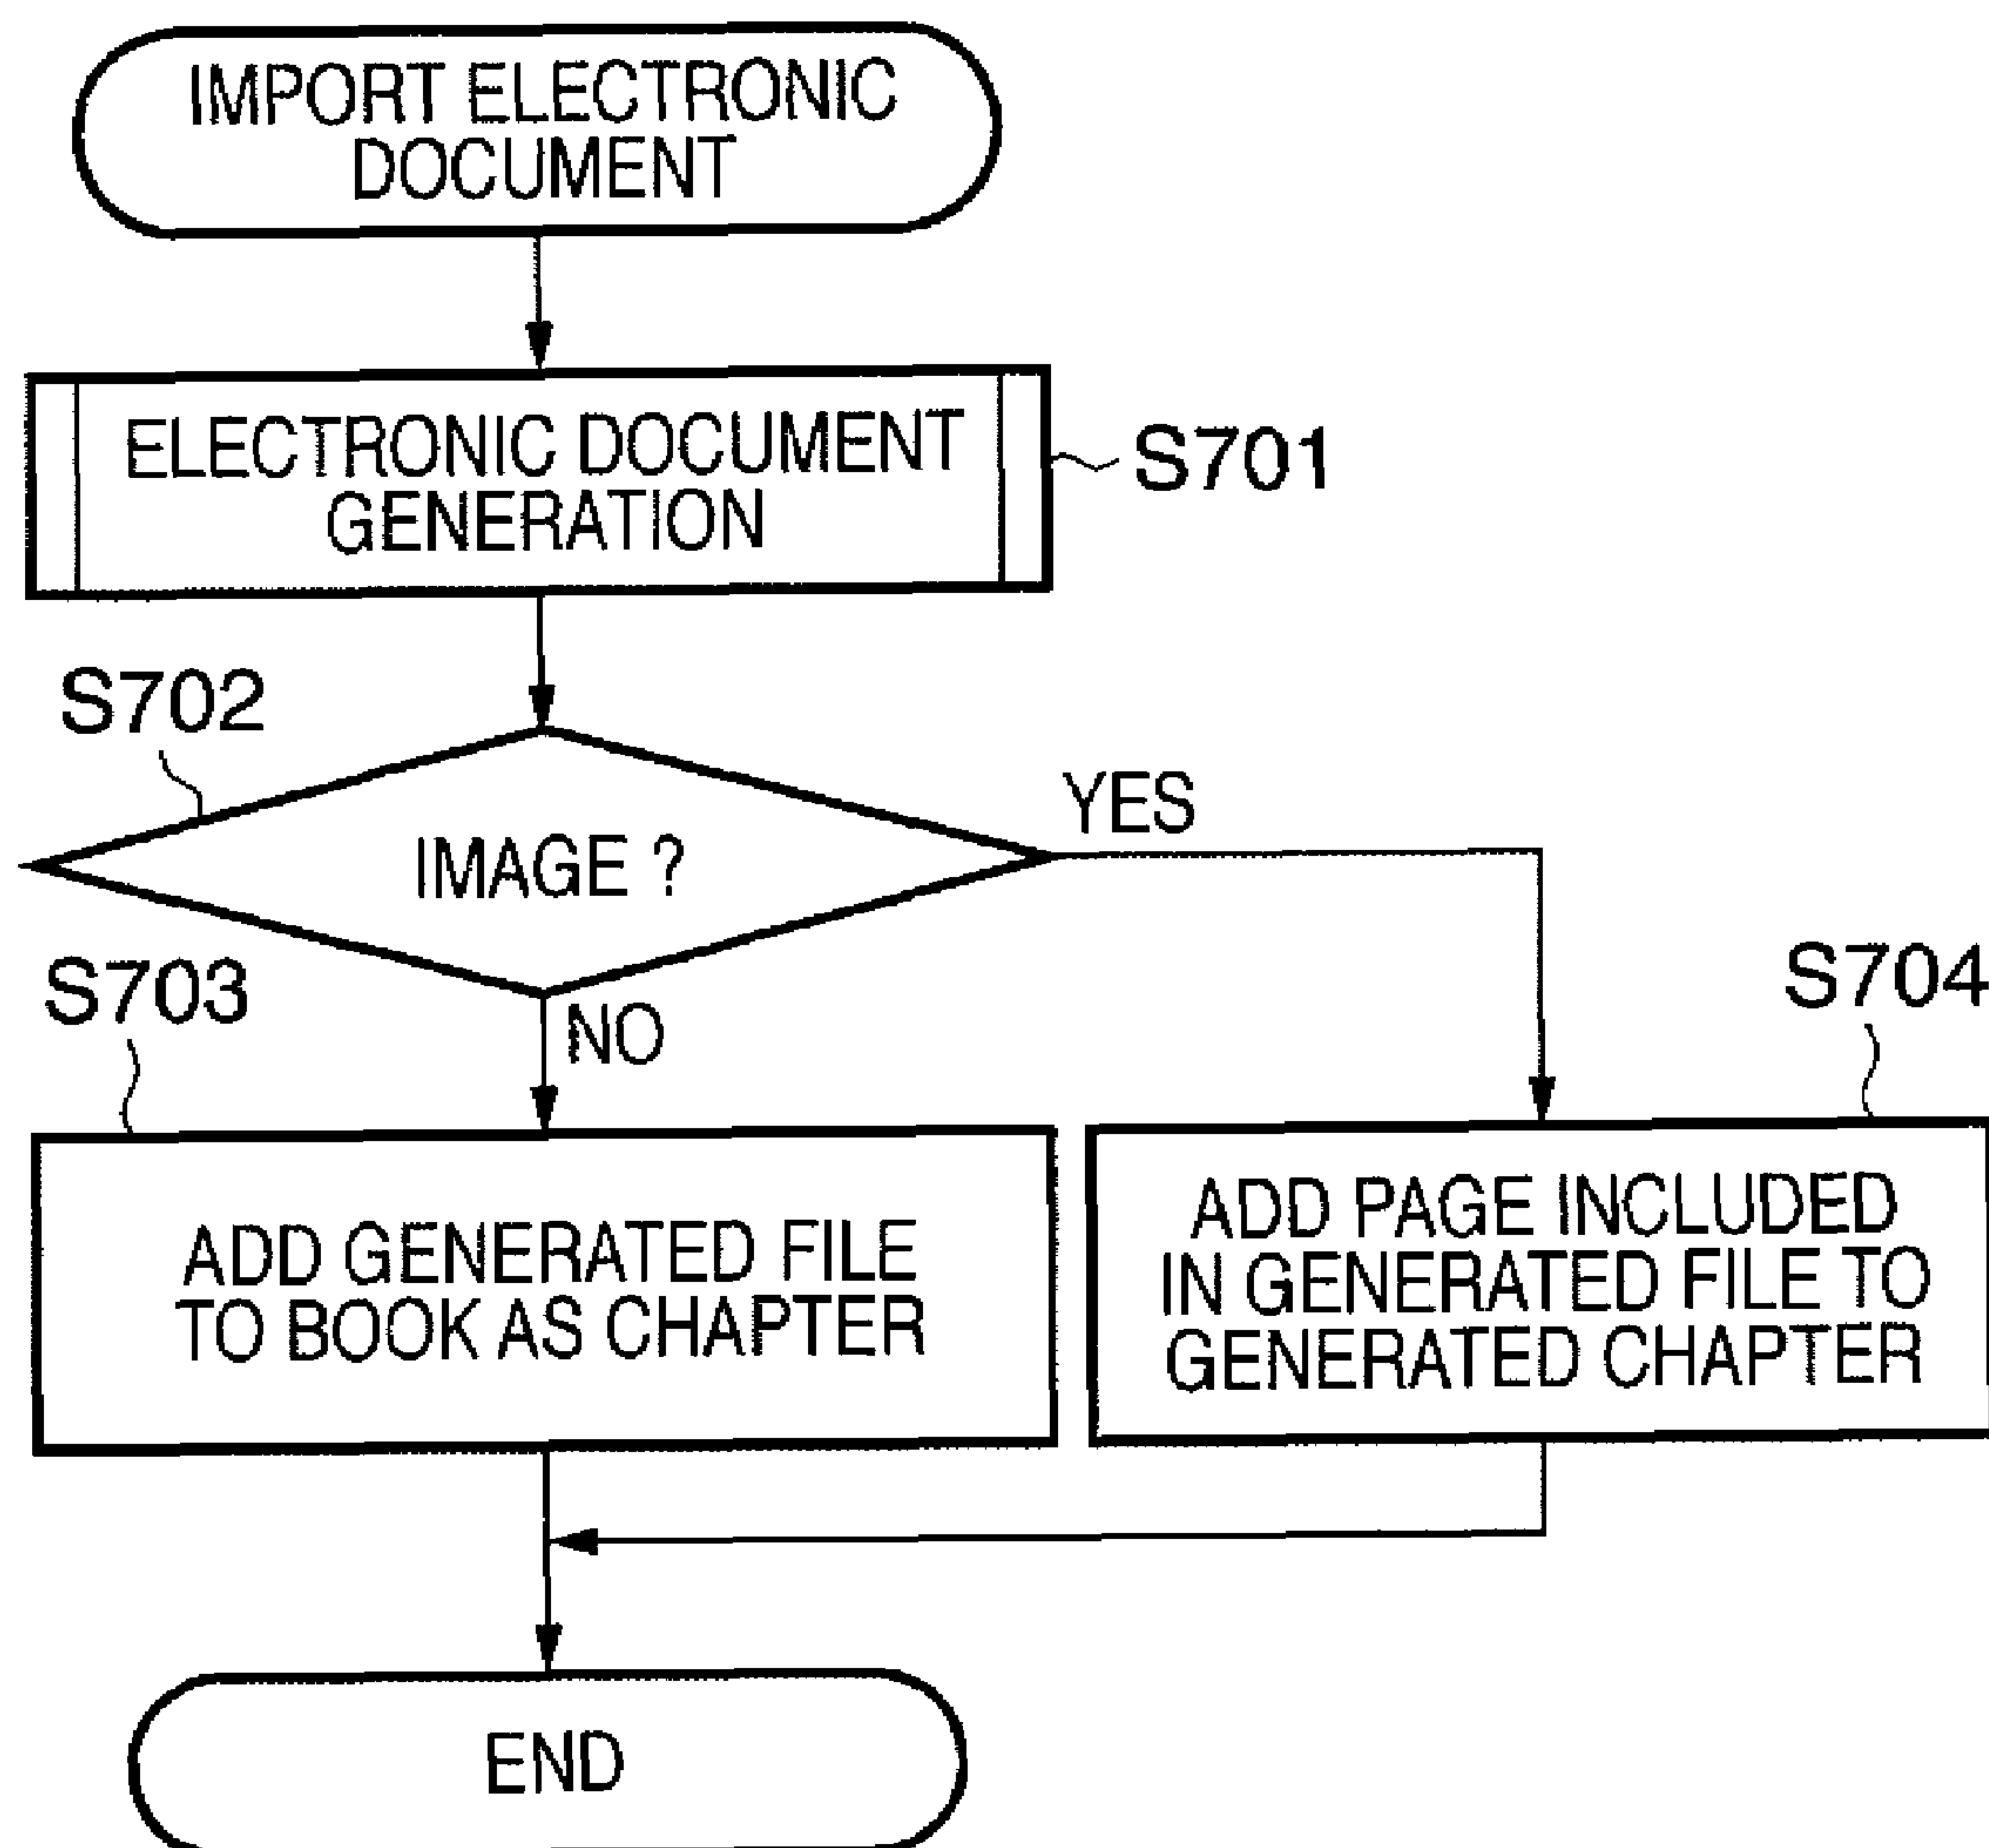 IMPORT ELECTRONIC
DOCUMENT
ELECTRONIC DOCUMENT
GENERATION
S701
S702
IMAGE ?
YES
NO
S703
S704
ADD GENERATED FILE
TO BOOK AS CHAPTER
ADD PAGE INCLUDED
IN GENERATED FILE TO
GENERATED CHAPTER
END